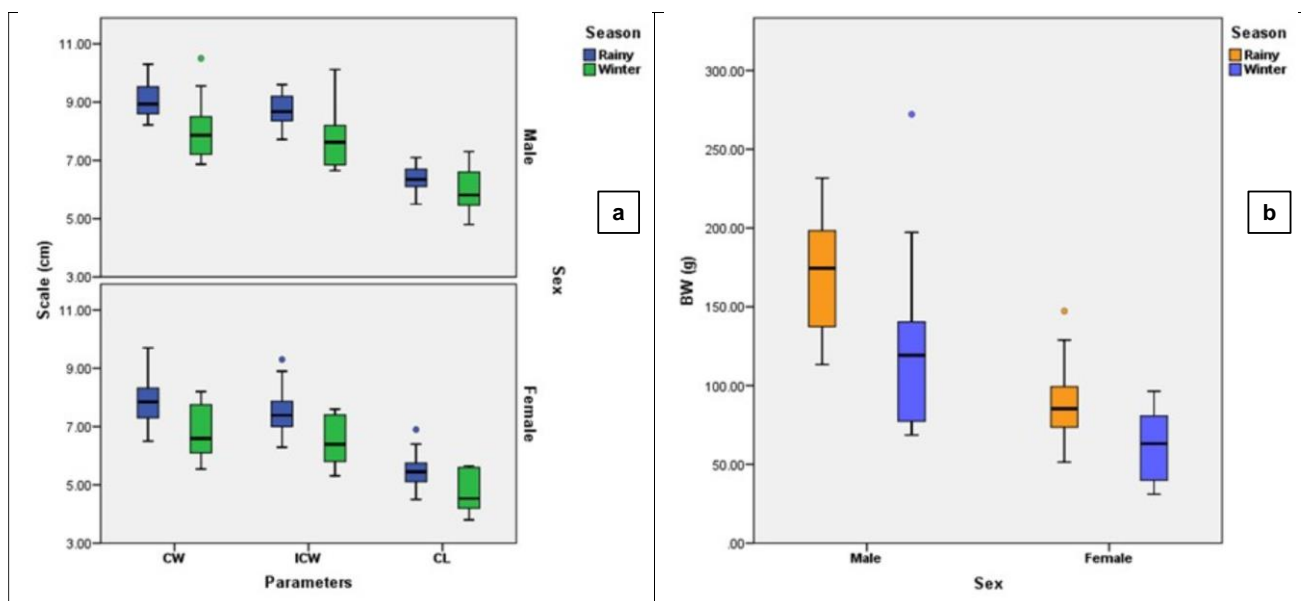 Season
Rainy
Winter
11.00
9.00
7.00
5.00
3.00
Male
a
Scale (cm)
Sex
11.00
9.00
7.00
5.00
3.00
Female
CW
ICW
CL
Parameters
Season
Rainy
Winter
300.00
250.00
200.00
150.00
100.00
50.00
.00
b
BW (g)
Male
Female
Sex